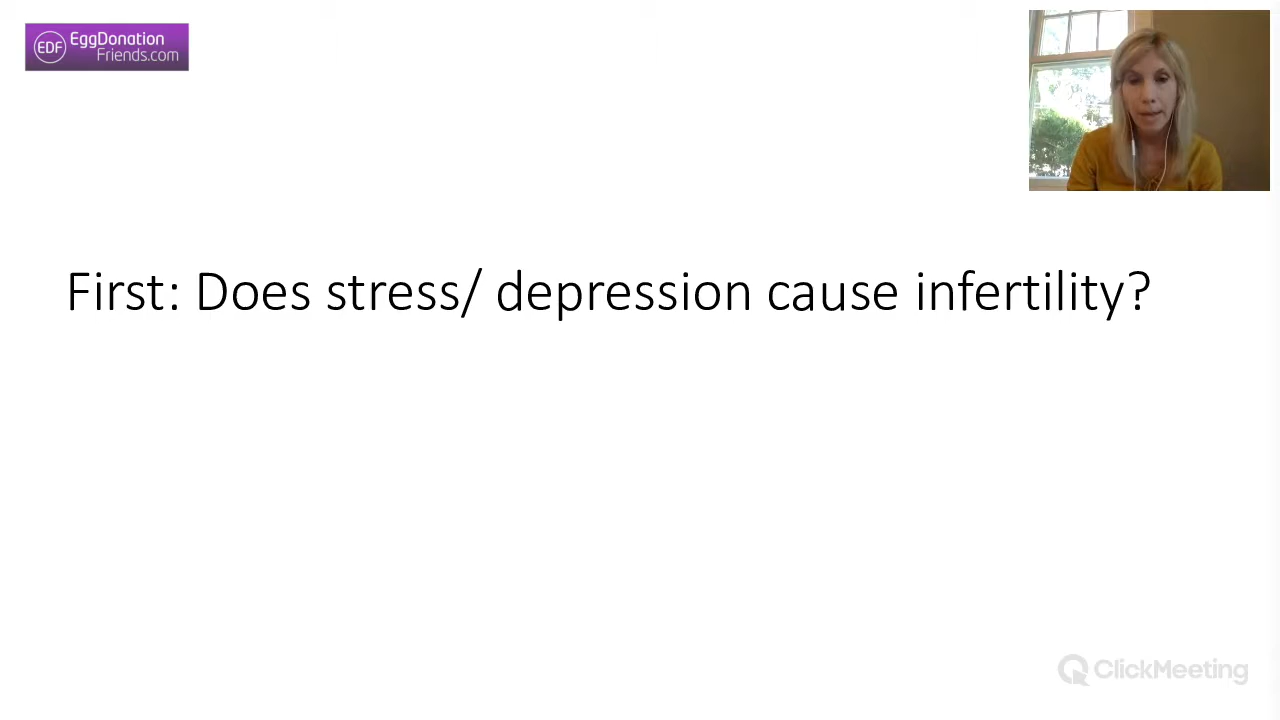 EDF
EggDonation
Friends.com
First: Does stress/ depression cause infertility?
ClickMeeting